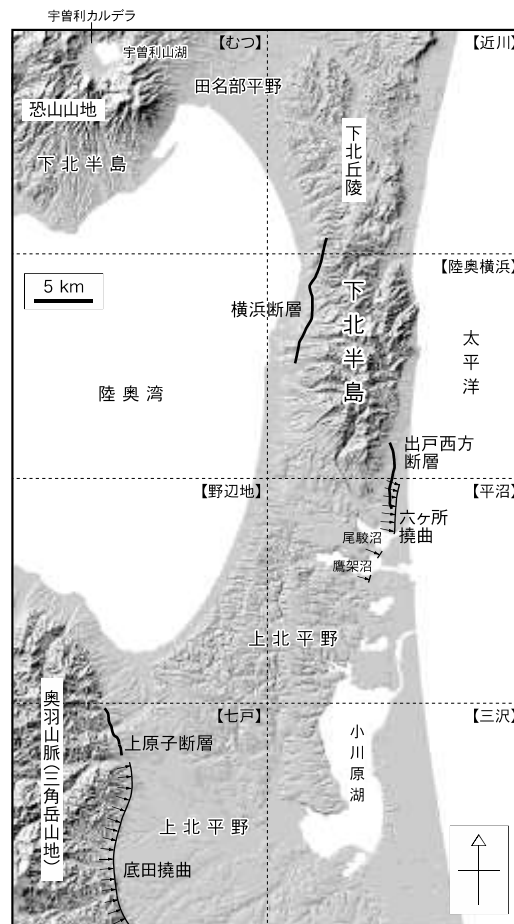 宇曽利カルデラ
【むつ】
【近川】
宇曽利山湖
田名部平野
恐山山地
下北半島
下北丘陵
【陸奥横浜】
5 km
横浜断層
下北半島
太平洋
陸奥湾
出戸西方
断層
【野辺地】
【平沼】
六ヶ所
撓曲
尾駮沼
鷹架沼
上北平野
奥羽山脈(三角岳山地)
【七戸】
【三沢】
上原子断層
小川原湖
上北平野
底田撓曲